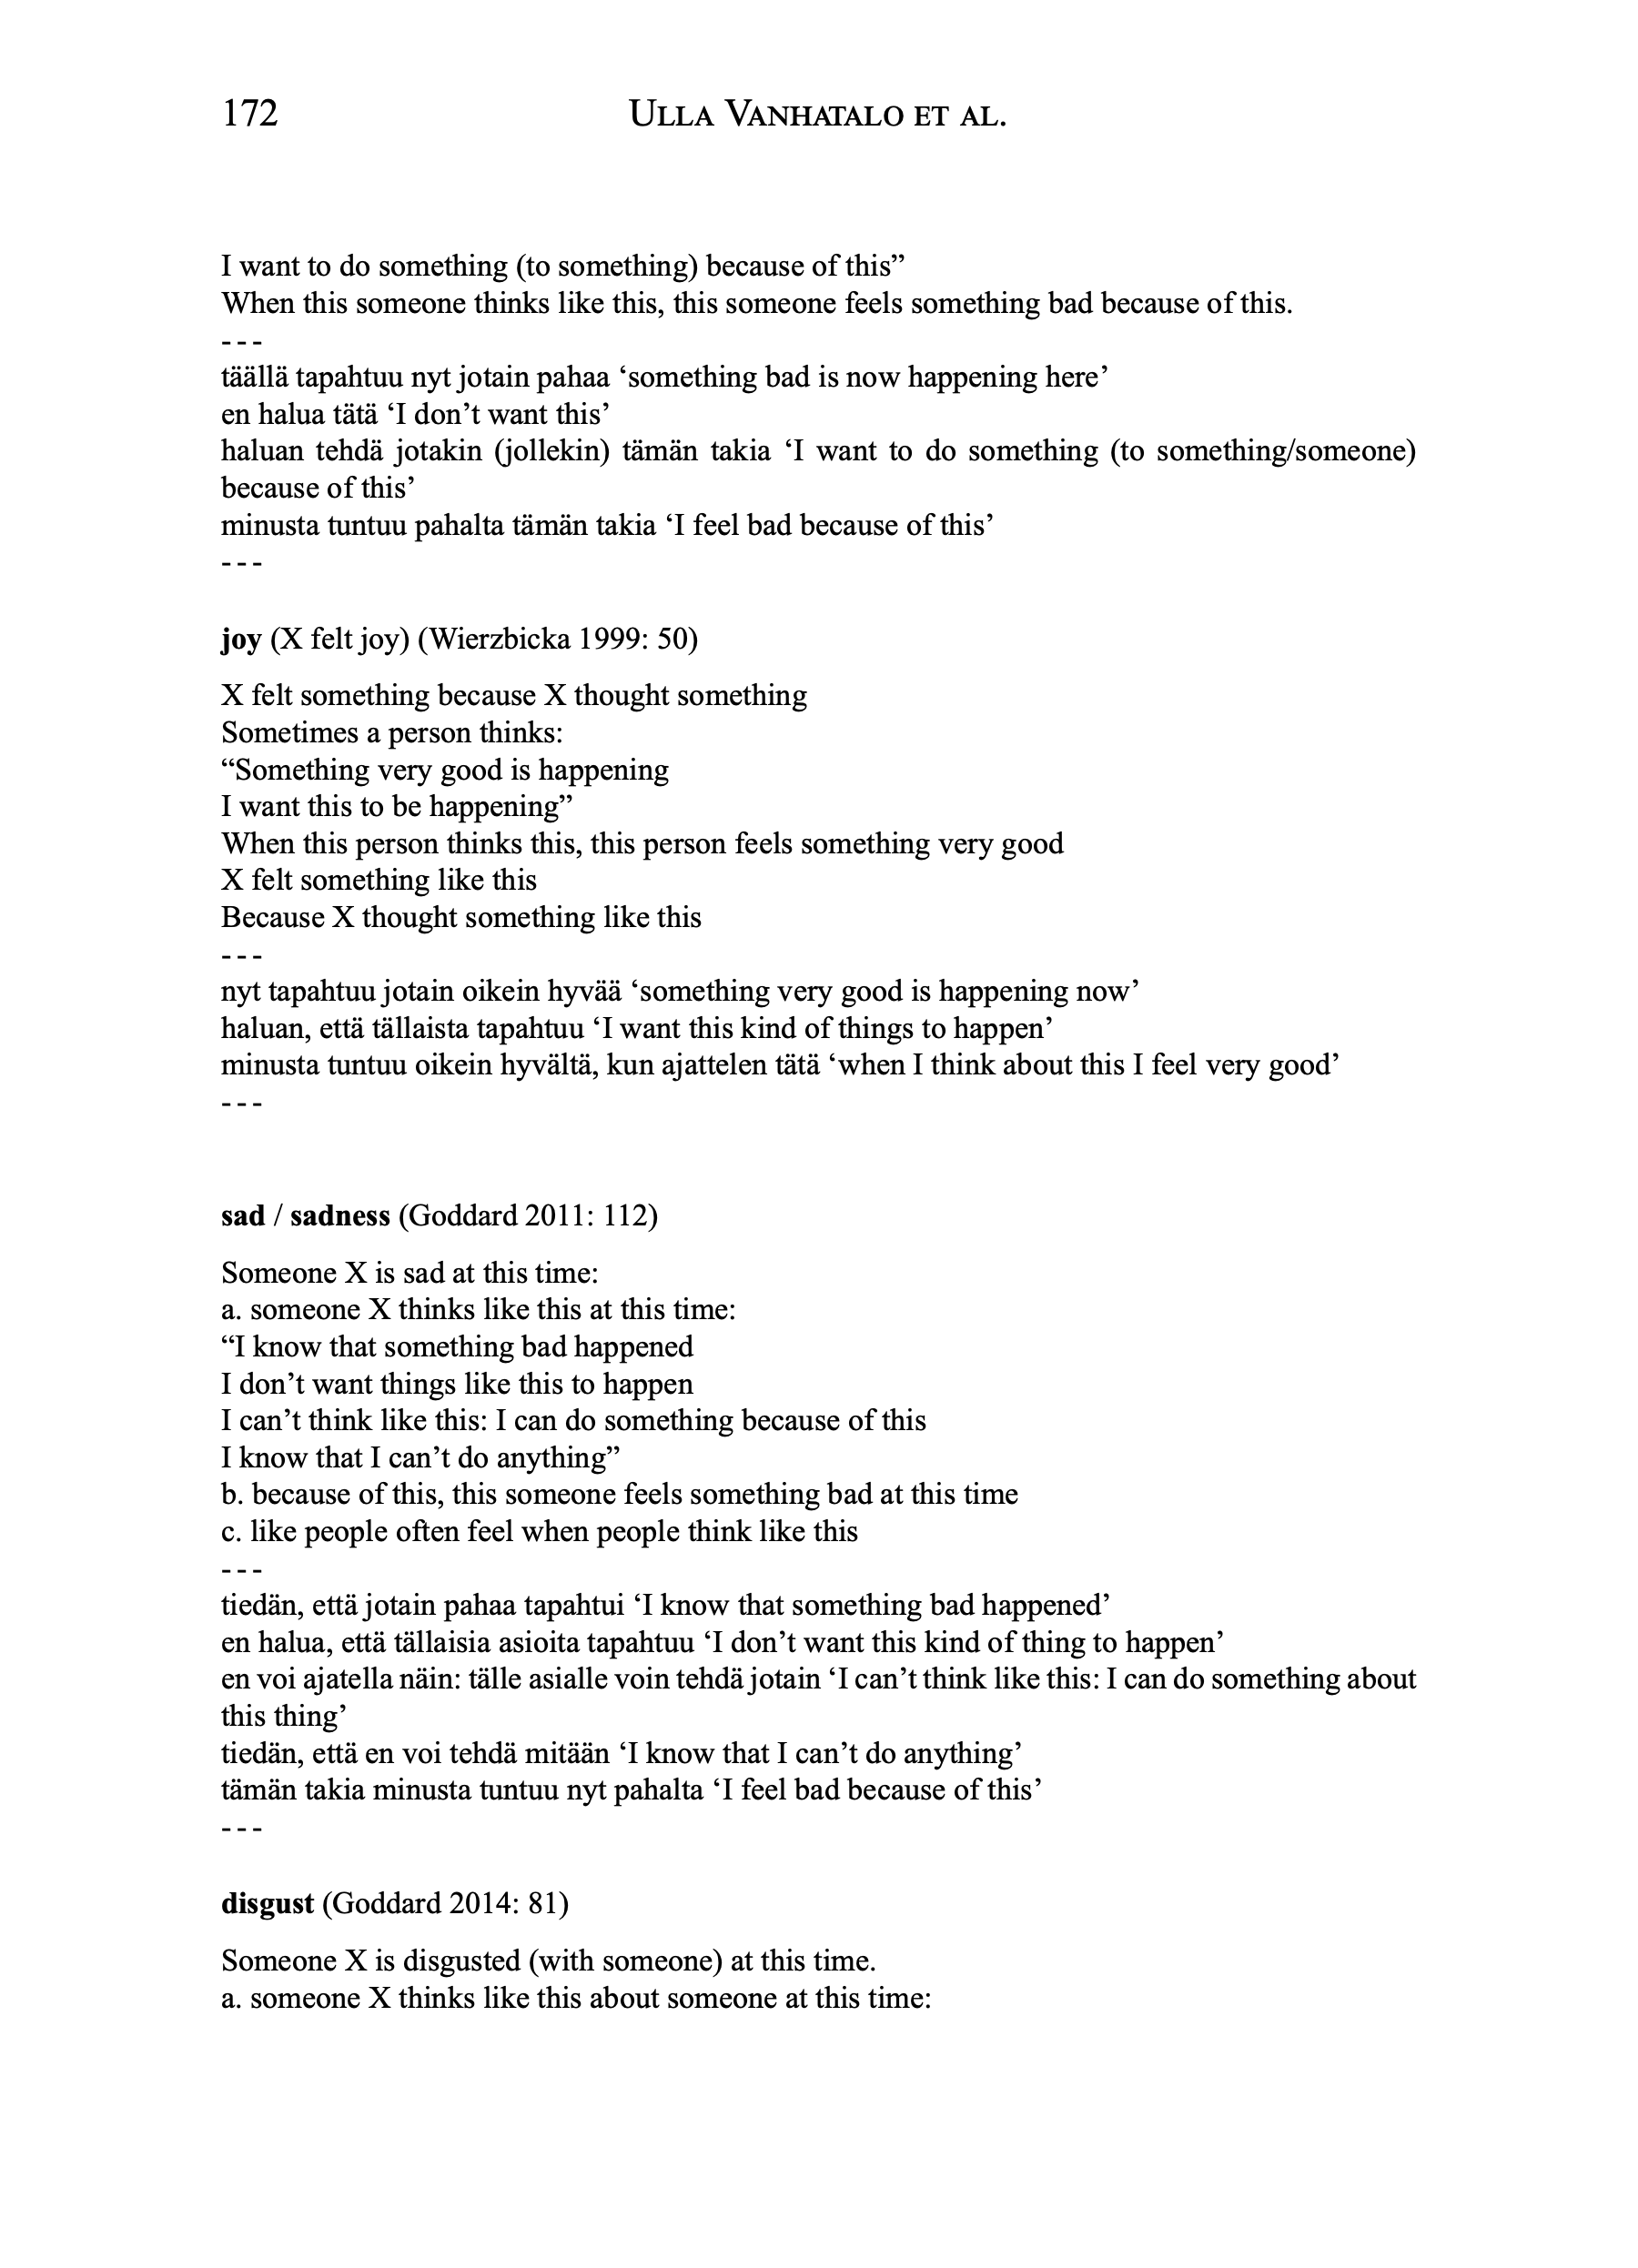 172
ULLA VANHATALO ET AL.
I want to do something (to something) because of this”
When this someone thinks like this, this someone feels something bad because of this.
- - -
täällä tapahtuu nyt jotain pahaa ‘something bad is now happening here’
en halua tätä ‘I don’t want this’
haluan tehdä jotakin (jollekin) tämän takia ‘I want to do something (to something/someone)
because of this’
minusta tuntuu pahalta tämän takia ‘I feel bad because of this’
- - -
joy (X felt joy) (Wierzbicka 1999: 50)
X felt something because X thought something
Sometimes a person thinks:
“Something very good is happening
I want this to be happening”
When this person thinks this, this person feels something very good
X felt something like this
Because X thought something like this
- - -
nyt tapahtuu jotain oikein hyvää ‘something very good is happening now’
haluan, että tällaista tapahtuu ‘I want this kind of things to happen’
minusta tuntuu oikein hyvältä, kun ajattelen tätä ‘when I think about this I feel very good’
- - -
sad / sadness (Goddard 2011: 112)
Someone X is sad at this time:
a. someone X thinks like this at this time:
“I know that something bad happened
I don’t want things like this to happen
I can’t think like this: I can do something because of this
I know that I can’t do anything”
b. because of this, this someone feels something bad at this time
c. like people often feel when people think like this
- - -
tiedän, että jotain pahaa tapahtui ‘I know that something bad happened’
en halua, että tällaisia asioita tapahtuu ‘I don’t want this kind of thing to happen’
en voi ajatella näin: tälle asialle voin tehdä jotain ‘I can’t think like this: I can do something about
this thing’
tiedän, että en voi tehdä mitään ‘I know that I can’t do anything’
tämän takia minusta tuntuu nyt pahalta ‘I feel bad because of this’
- - -
disgust (Goddard 2014: 81)
Someone X is disgusted (with someone) at this time.
a. someone X thinks like this about someone at this time: